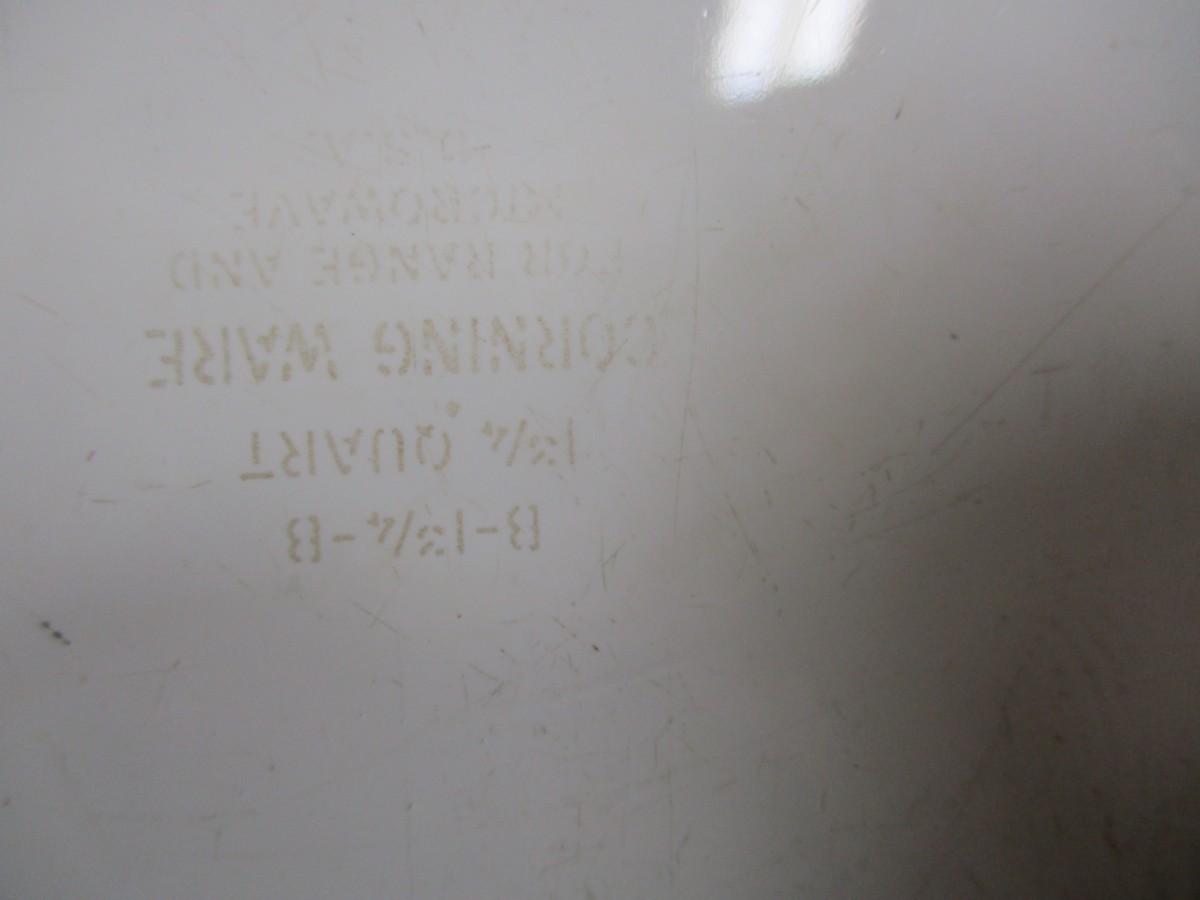 B-1¾-B
1¾ QUART
CORNING WARE
FOR RANGE AND
MICROWAVE
U.S.A.